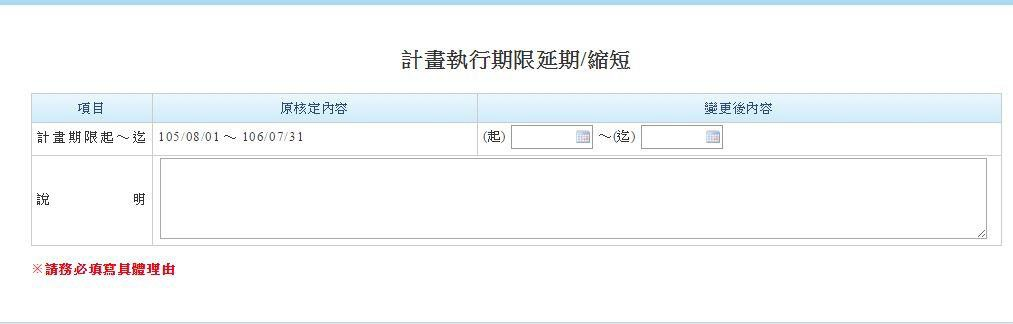 計畫執行期限延期/縮短
項目 原核定內容 變更後內容
計畫期限起～迄 105/08/01 ～ 106/07/31 (起) ～(迄)
說 明
※請務必填寫具體理由